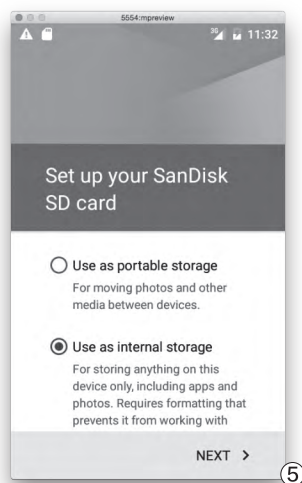 5554:mpreview
3G 11:32
Set up your SanDisk
SD card
Use as portable storage
For moving photos and other
media between devices.
Use as internal storage
For storing anything on this
device only, including apps and
photos. Requires formatting that
prevents it from working with
NEXT >
5